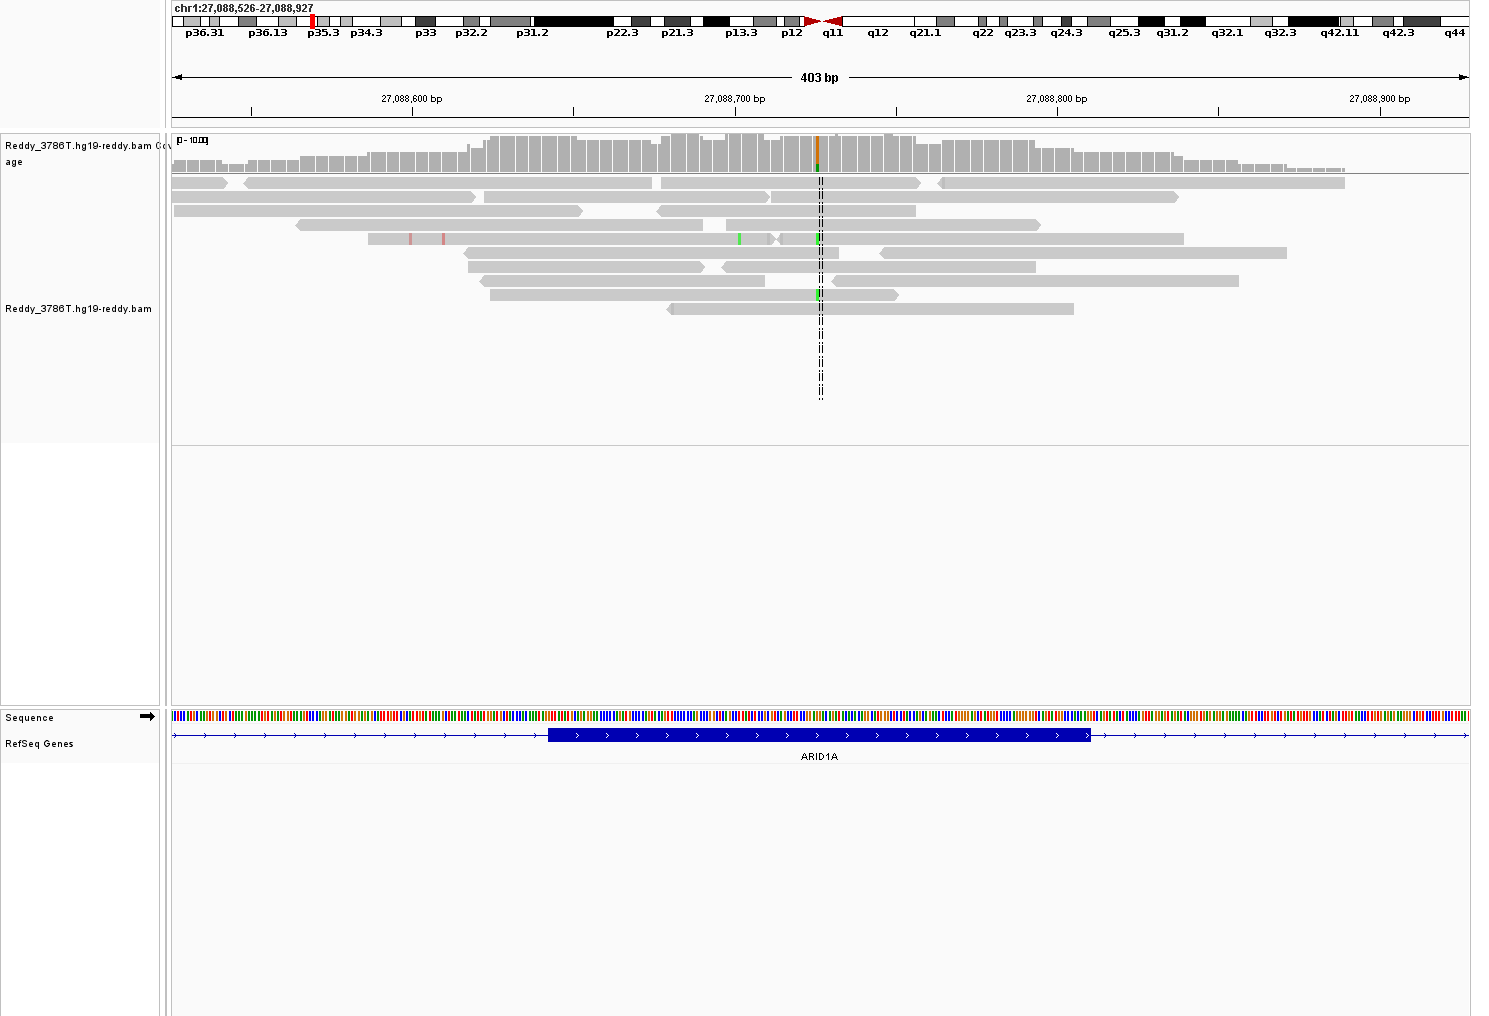 chr1:27,088,526-27,088,927
p36.31 p36.13 p35.3 p34.3 p33 p32.2 p31.2 p22.3 p21.3 p13.3 p12 q11 q12 q21.1 q22 q23.3 q24.3 q25.3 q31.2 q32.1 q32.3 q42.11 q42.3 q44
403 bp
27,088,600 bp 27,088,700 bp 27,088,800 bp 27,088,900 bp
[0 - 10.00]
Reddy_3786T.hg19-reddy.bam Cov
age
Reddy_3786T.hg19-reddy.bam
Sequence
RefSeq Genes
ARID1A